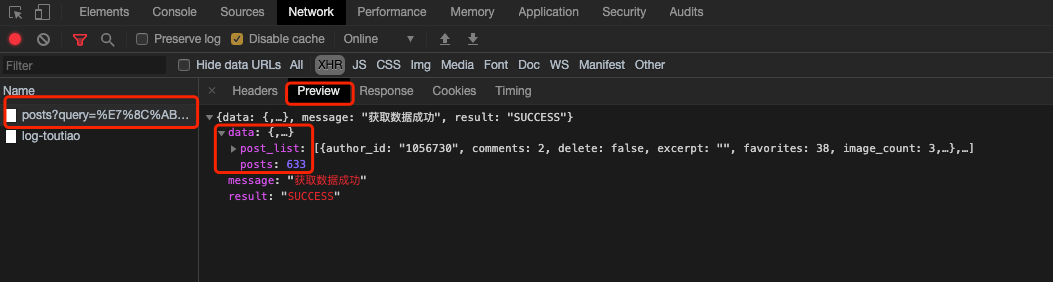 Elements Console Sources Network Performance Memory Application Security Audits
Preserve log Disable cache Online
Filter Hide data URLs All XHR JS CSS Img Media Font Doc WS Manifest Other
Name × Headers Preview Response Cookies Timing
posts?query=%E7%8C%AB... {data: {,…}, message: "获取数据成功", result: "SUCCESS"}
log-toutiao data: {,…}
post_list: [{author_id: "1056730", comments: 2, delete: false, excerpt: "", favorites: 38, image_count: 3,…},…]
posts: 633
message: "获取数据成功"
result: "SUCCESS"